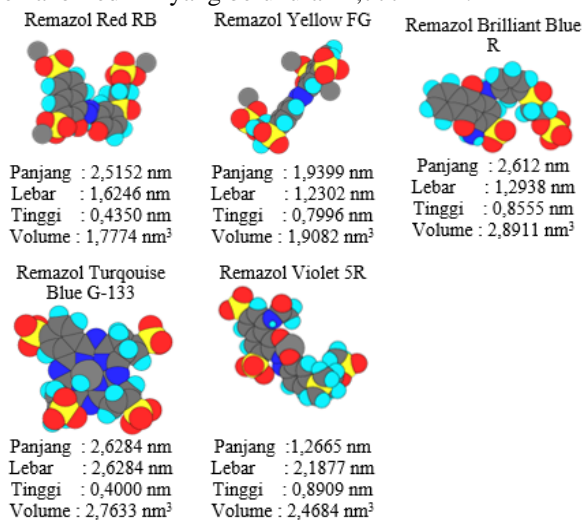 Remazol Red RB
Remazol Yellow FG
Remazol Brilliant Blue
R
Panjang : 2,5152 nm
Lebar : 1,6246 nm
Tinggi : 0,4350 nm
Volume : 1,7774 nm³
Panjang : 1,9399 nm
Lebar : 1,2302 nm
Tinggi : 0,7996 nm
Volume : 1,9082 nm³
Panjang : 2,612 nm
Lebar : 1,2938 nm
Tinggi : 0,8555 nm
Volume : 2,8911 nm³
Remazol Turqouise
Blue G-133
Remazol Violet 5R
Panjang : 2,6284 nm
Lebar : 2,6284 nm
Tinggi : 0,4000 nm
Volume : 2,7633 nm³
Panjang :1,2665 nm
Lebar : 2,1877 nm
Tinggi : 0,8909 nm
Volume : 2,4684 nm³